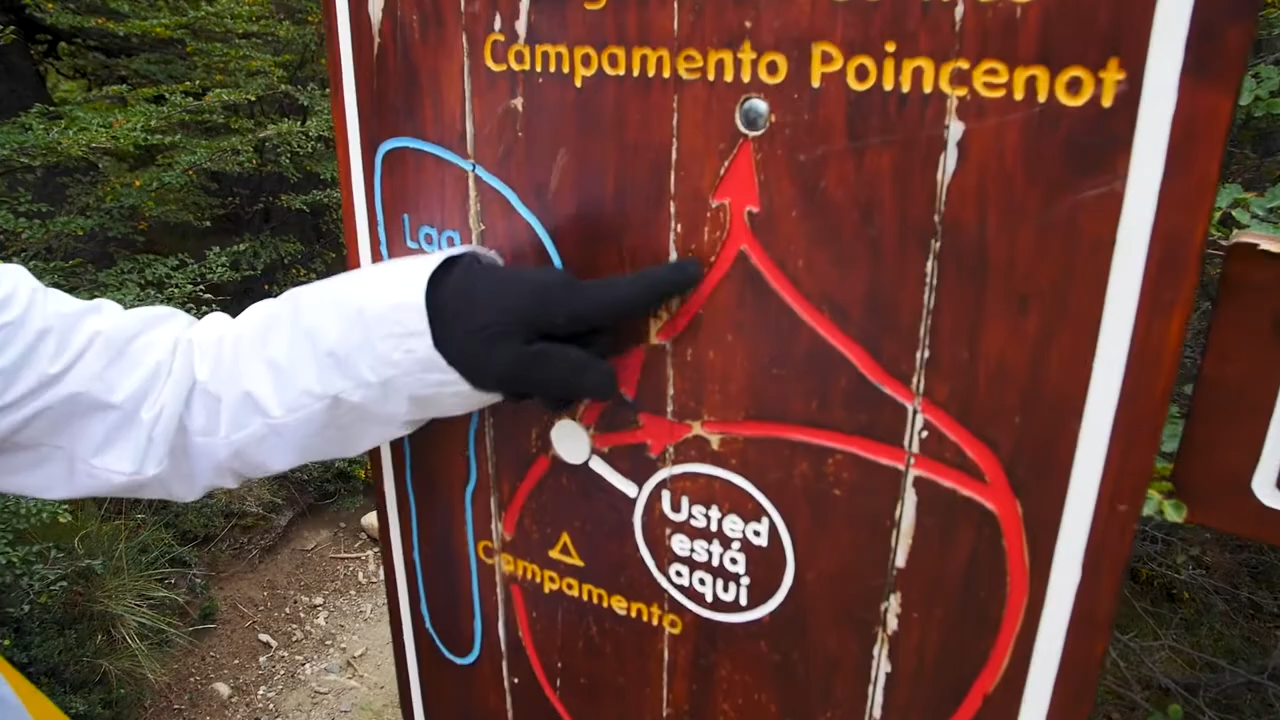 Campamento Poincenot
Lag
Usted
está
aquí
Campamento